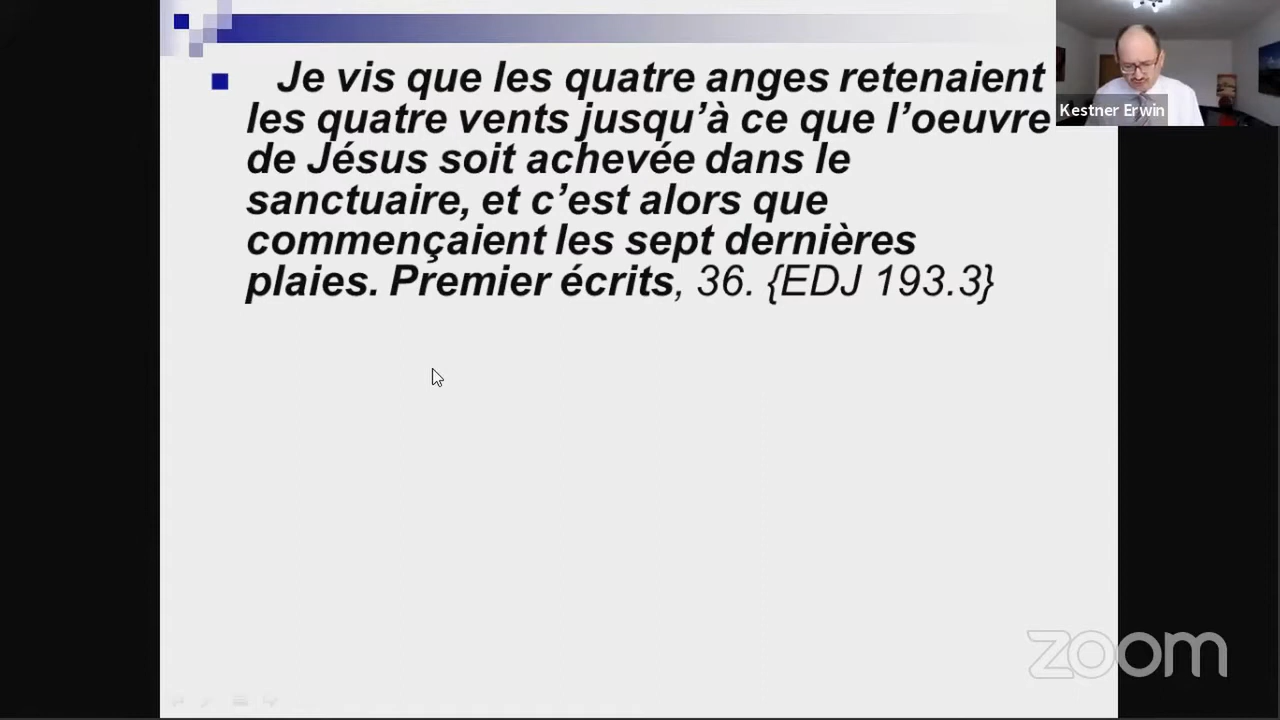 Je vis que les quatre anges retenaient
les quatre vents jusqu’à ce que l’oeuvre
de Jésus soit achevée dans le
sanctuaire, et c’est alors que
commençaient les sept dernières
plaies. Premier écrits, 36. {EDJ 193.3}
Kestner Erwin
zoom